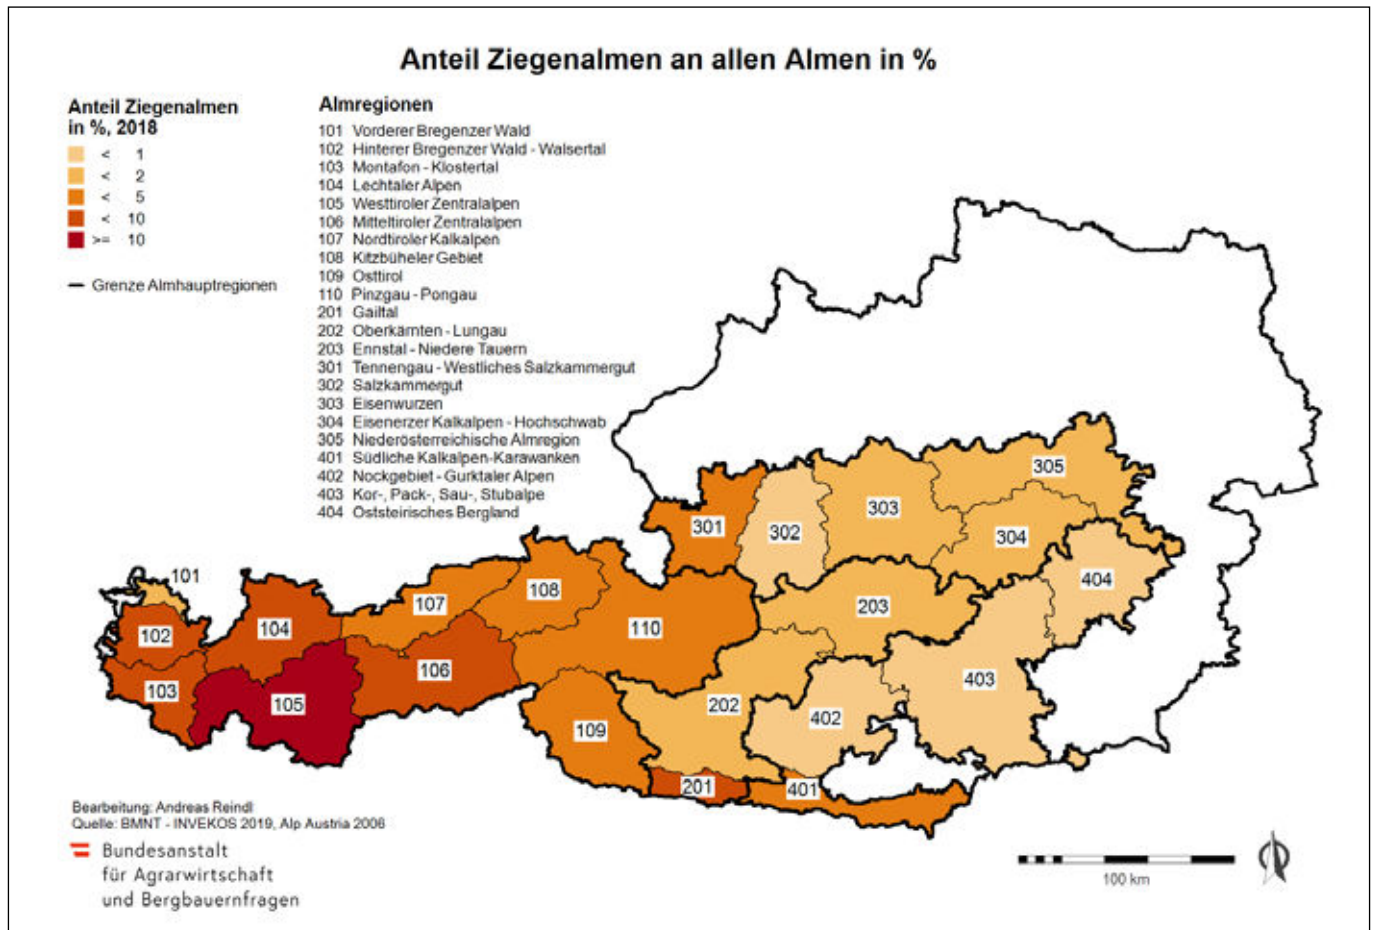 Anteil Ziegenalmen an allen Almen in %
Anteil Ziegenalmen
in %, 2018
< 1
< 2
< 5
< 10
>= 10
Grenze Almhauptregionen
Almregionen
101 Vorderer Bregenzer Wald
102 Hinterer Bregenzer Wald - Walsertal
103 Montafon - Klostertal
104 Lechtaler Alpen
105 Westtiroler Zentralalpen
106 Mitteltiroler Zentralalpen
107 Nordtiroler Kalkalpen
108 Kitzbüheler Gebiet
109 Osttirol
110 Pinzgau - Pongau
201 Gailtal
202 Oberkärnten - Lungau
203 Ennstal - Niedere Tauern
301 Tennengau - Westliches Salzkammergut
302 Salzkammergut
303 Eisenwurzen
304 Eisenerzer Kalkalpen - Hochschwab
305 Niederösterreichische Almregion
401 Südliche Kalkalpen-Karawanken
402 Nockgebiet - Gurktaler Alpen
403 Kor-, Pack-, Sau-, Stubalpe
404 Oststeirisches Bergland
305
303
301
302
304
101
404
108
107
203
104
102
110
106
403
103
105
202
402
109
201
401
Bearbeitung: Andreas Reindl
Quelle: BMNT - INVEKOS 2019, Alp Austria 2006
Bundesanstalt
für Agrarwirtschaft
und Bergbauernfragen
100 km